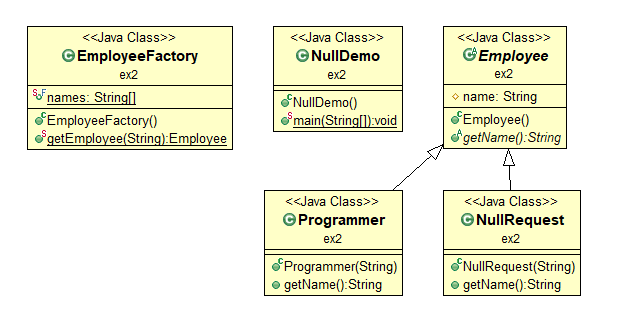 <<Java Class>>
EmployeeFactory
ex2
names: String[]
EmployeeFactory()
getEmployee(String):Employee
<<Java Class>>
NullDemo
ex2
NullDemo()
main(String[]):void
<<Java Class>>
Employee
ex2
name: String
Employee()
getName():String
<<Java Class>>
Programmer
ex2
Programmer(String)
getName():String
<<Java Class>>
NullRequest
ex2
NullRequest(String)
getName():String